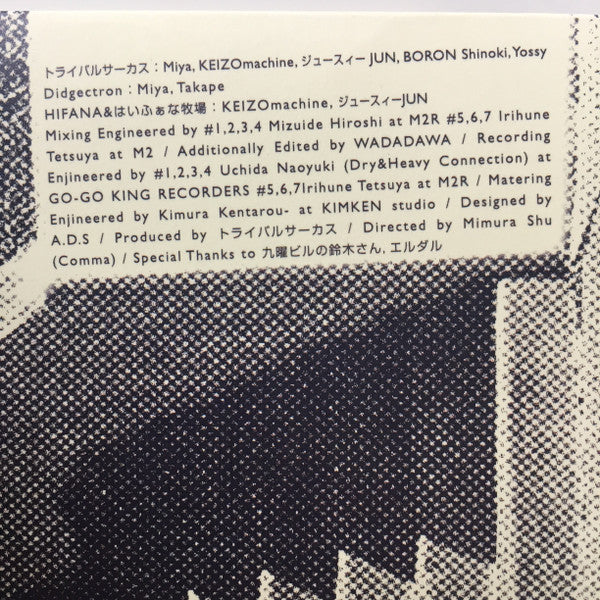 トライバルサーカス：Miya, KEIZOmachine, ジュースィー JUN, BORON Shinoki, Yossy
Didgectron : Miya, Takape
HIFANA&はいふぁな牧場：KEIZOmachine, ジュースィーJUN
Mixing Engineered by #1,2,3,4 Mizuide Hiroshi at M2R #5,6,7 Irihune
Tetsuya at M2 / Additionally Edited by WADADAWA / Recording
Enjineered by #1,2,3,4 Uchida Naoyuki (Dry&Heavy Connection) at
GO-GO KING RECORDERS #5,6,7Irihune Tetsuya at M2R / Matering
Enjineered by Kimura Kentarou- at KIMKEN studio / Designed by
A.D.S / Produced by トライバルサーカス / Directed by Mimura Shu
(Comma) / Special Thanks to 九曜ビルの鈴木さん, エルダル